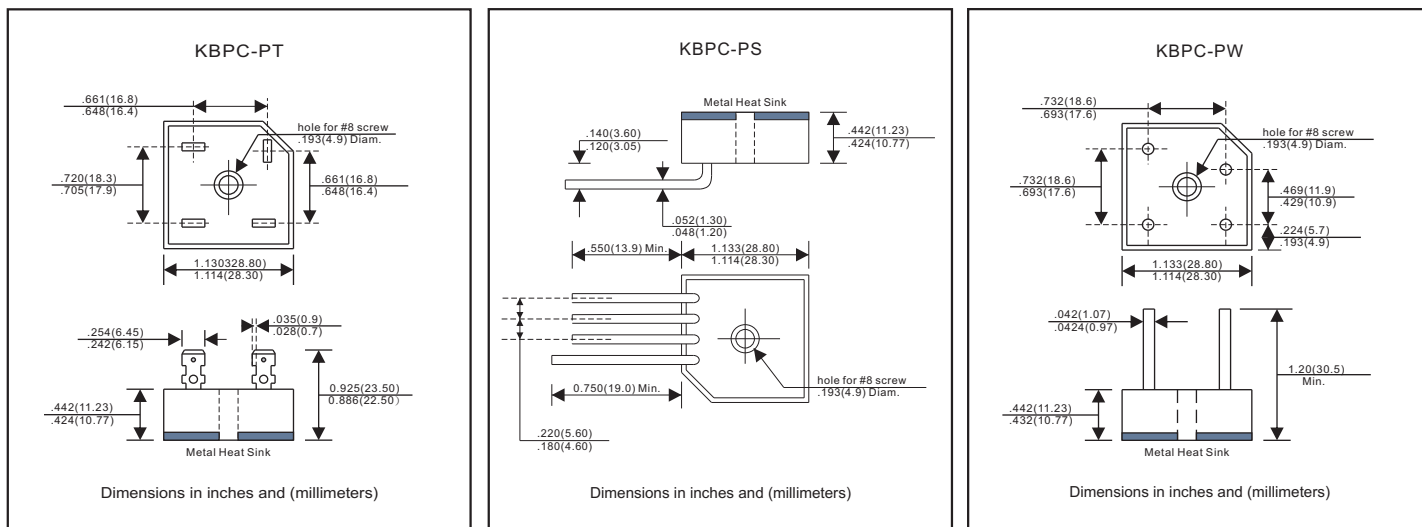 KBPC-PT
.661(16.8)
.648(16.4)
hole for #8 screw
.193(4.9) Diam.
.720(18.3)
.705(17.9)
.661(16.8)
.648(16.4)
1.130328.80)
1.114(28.30)
.254(6.45)
.242(6.15)
.035(0.9)
.028(0.7)
0.925(23.50)
0.886(22.50)
.442(11.23)
.424(10.77)
Metal Heat Sink
Dimensions in inches and (millimeters)
KBPC-PS
Metal Heat Sink
.140(3.60)
.120(3.05)
.442(11.23)
.424(10.77)
.052(1.30)
.048(1.20)
.550(13.9) Min.
1.133(28.80)
1.114(28.30)
0.750(19.0) Min.
hole for #8 screw
.193(4.9) Diam.
.220(5.60)
.180(4.60)
Dimensions in inches and (millimeters)
KBPC-PW
.732(18.6)
.693(17.6)
hole for #8 screw
.193(4.9) Diam.
.732(18.6)
.693(17.6)
.469(11.9)
.429(10.9)
.224(5.7)
.193(4.9)
1.133(28.80)
1.114(28.30)
.042(1.07)
.0424(0.97)
1.20(30.5)
Min.
.442(11.23)
.432(10.77)
Metal Heat Sink
Dimensions in inches and (millimeters)